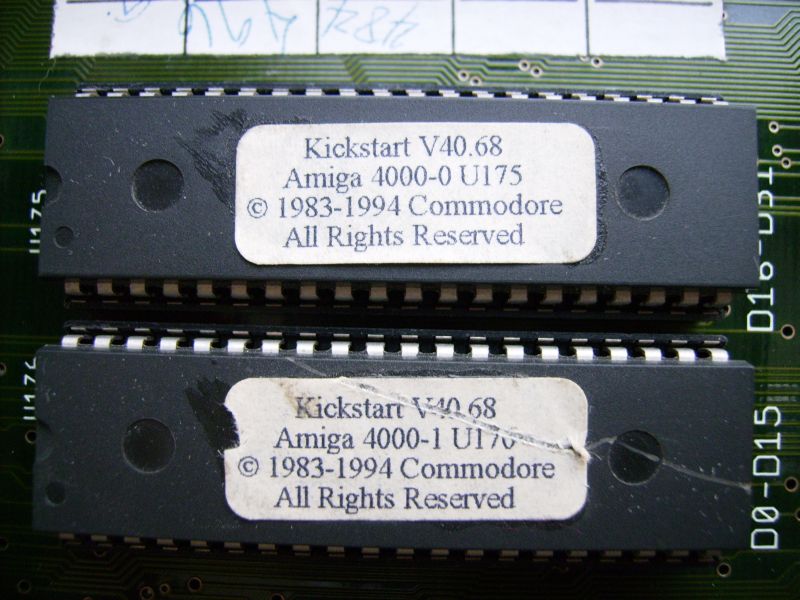 Kickstart V40.68
Amiga 4000-0 U175
© 1983-1994 Commodore
All Rights Reserved
U175
D16-D31
Kickstart V40.68
Amiga 4000-1 U176
© 1983-1994 Commodore
All Rights Reserved
U176
D0-D15